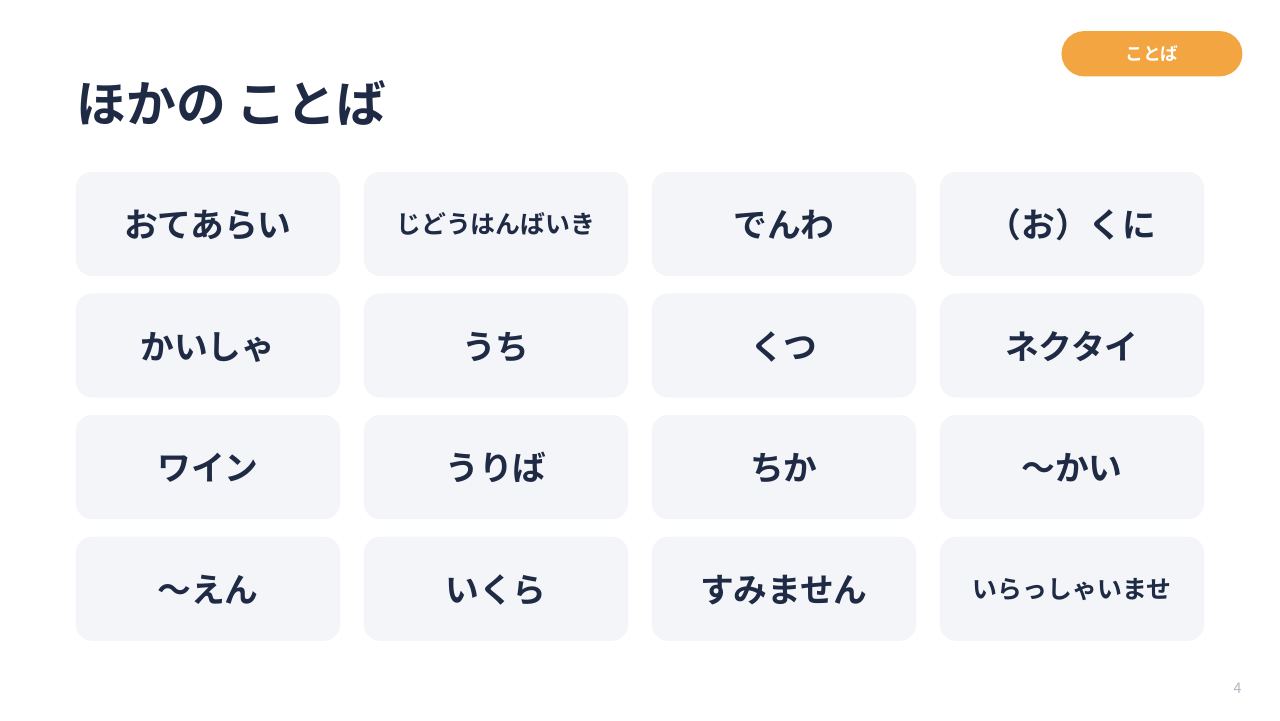 ことば
ほかの ことば
おてあらい
じどうはんばいき
でんわ
（お）くに
かいしゃ
うち
くつ
ネクタイ
ワイン
うりば
ちか
～かい
～えん
いくら
すみません
いらっしゃいませ
4